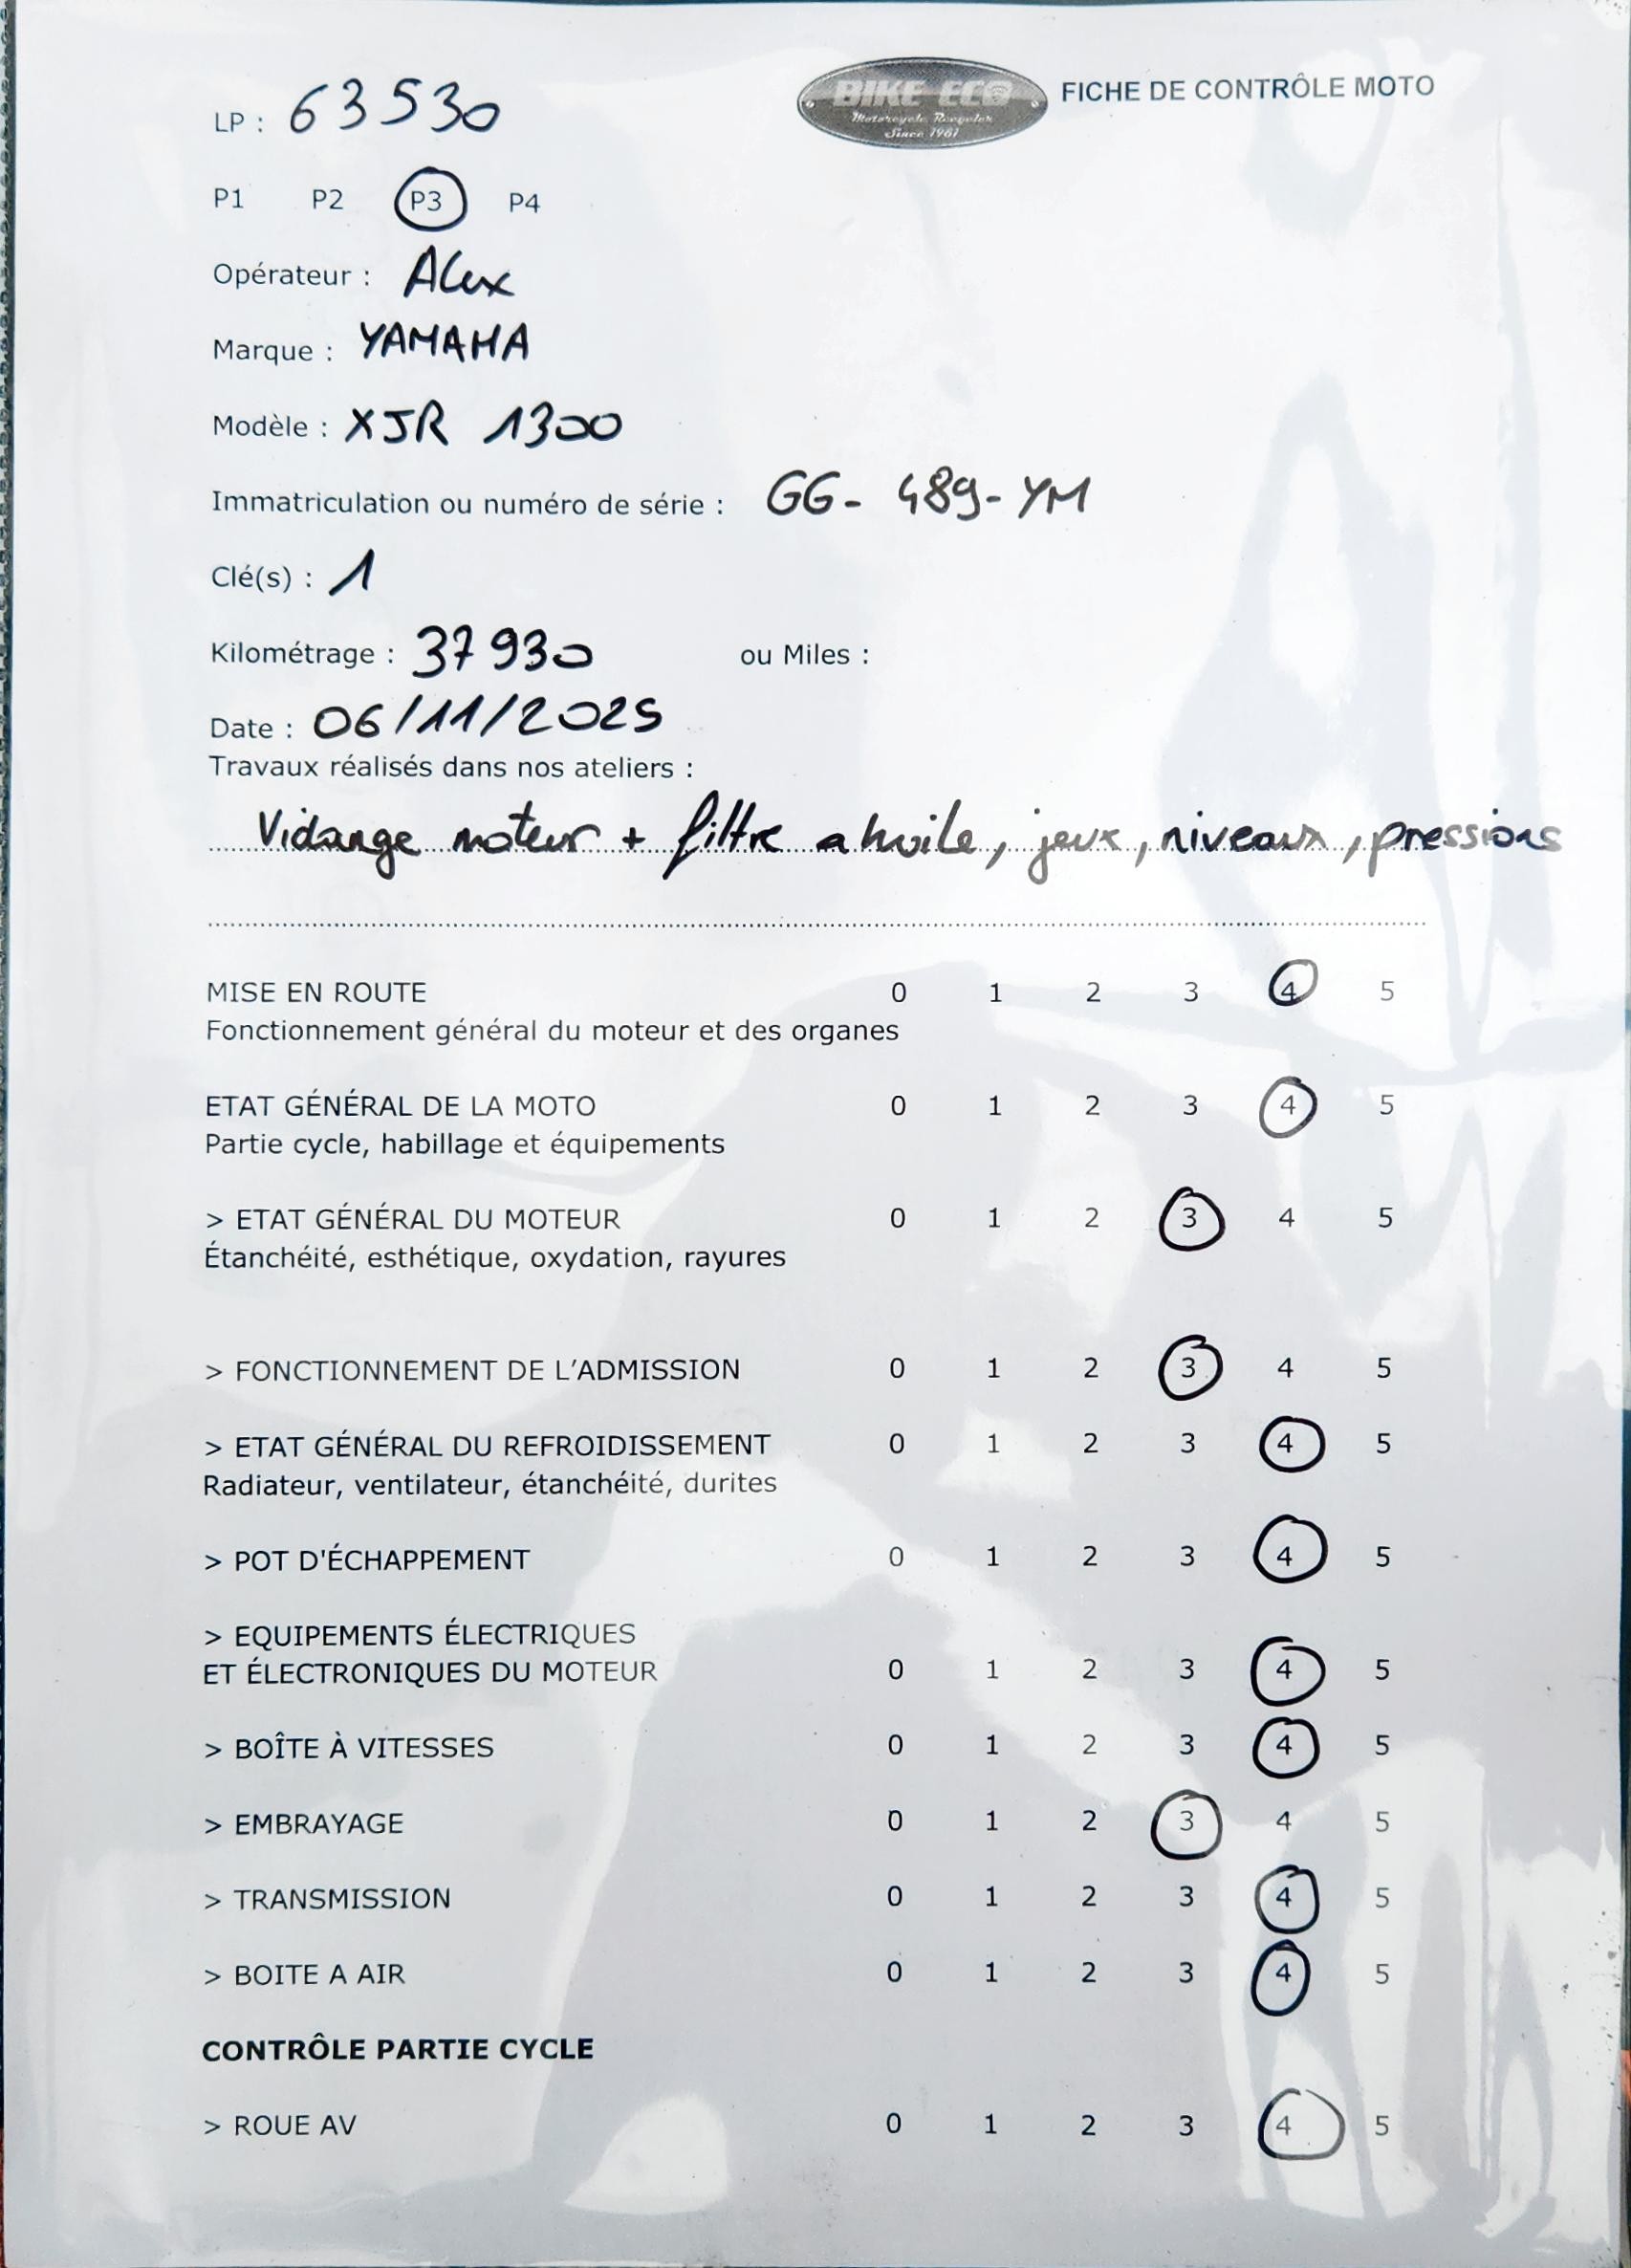 BIKE ECO
Motorcycle Recycler
Since 1961
FICHE DE CONTRÔLE MOTO
LP : 63530
P1 P2 P3 P4
Opérateur : Alex
Marque : YAMAHA
Modèle : XJR 1300
Immatriculation ou numéro de série : GG-489-YM
Clé(s) : 1
Kilométrage : 37930 ou Miles :
Date : 06/11/2025
Travaux réalisés dans nos ateliers :
Vidange moteur + filtre a huile, jeux, niveaux, pressions
MISE EN ROUTE 0 1 2 3 4 5
Fonctionnement général du moteur et des organes
ETAT GÉNÉRAL DE LA MOTO 0 1 2 3 4 5
Partie cycle, habillage et équipements
> ETAT GÉNÉRAL DU MOTEUR 0 1 2 3 4 5
Étanchéité, esthétique, oxydation, rayures
> FONCTIONNEMENT DE L'ADMISSION 0 1 2 3 4 5
> ETAT GÉNÉRAL DU REFROIDISSEMENT 0 1 2 3 4 5
Radiateur, ventilateur, étanchéité, durites
> POT D'ÉCHAPPEMENT 0 1 2 3 4 5
> EQUIPEMENTS ÉLECTRIQUES
ET ÉLECTRONIQUES DU MOTEUR 0 1 2 3 4 5
> BOÎTE À VITESSES 0 1 2 3 4 5
> EMBRAYAGE 0 1 2 3 4 5
> TRANSMISSION 0 1 2 3 4 5
> BOITE A AIR 0 1 2 3 4 5
CONTRÔLE PARTIE CYCLE
> ROUE AV 0 1 2 3 4 5